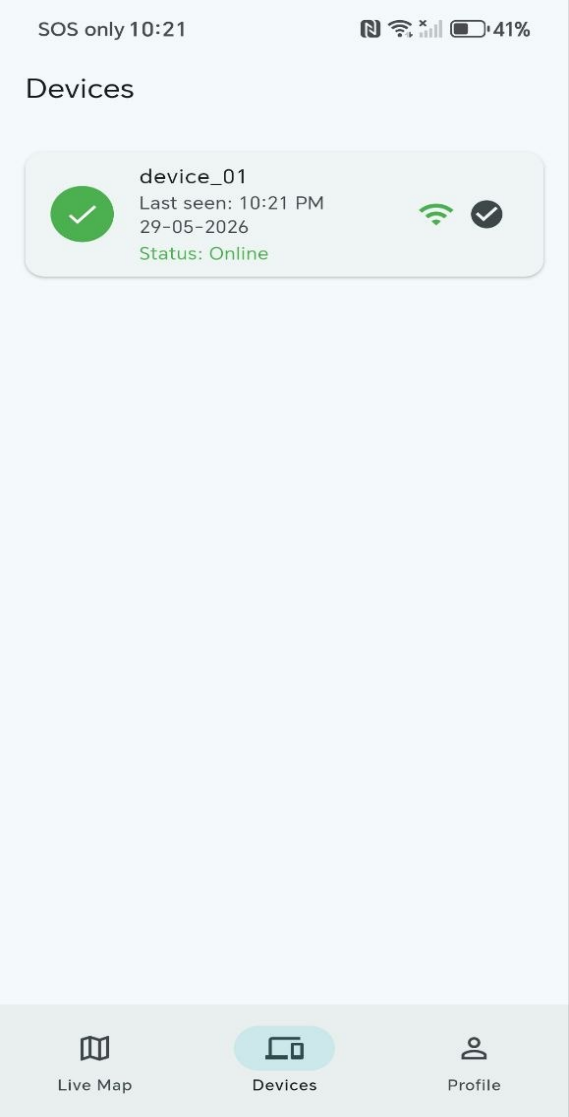 SOS only 10:21
41%
Devices
device_01
Last seen: 10:21 PM
29-05-2026
Status: Online
Live Map
Devices
Profile